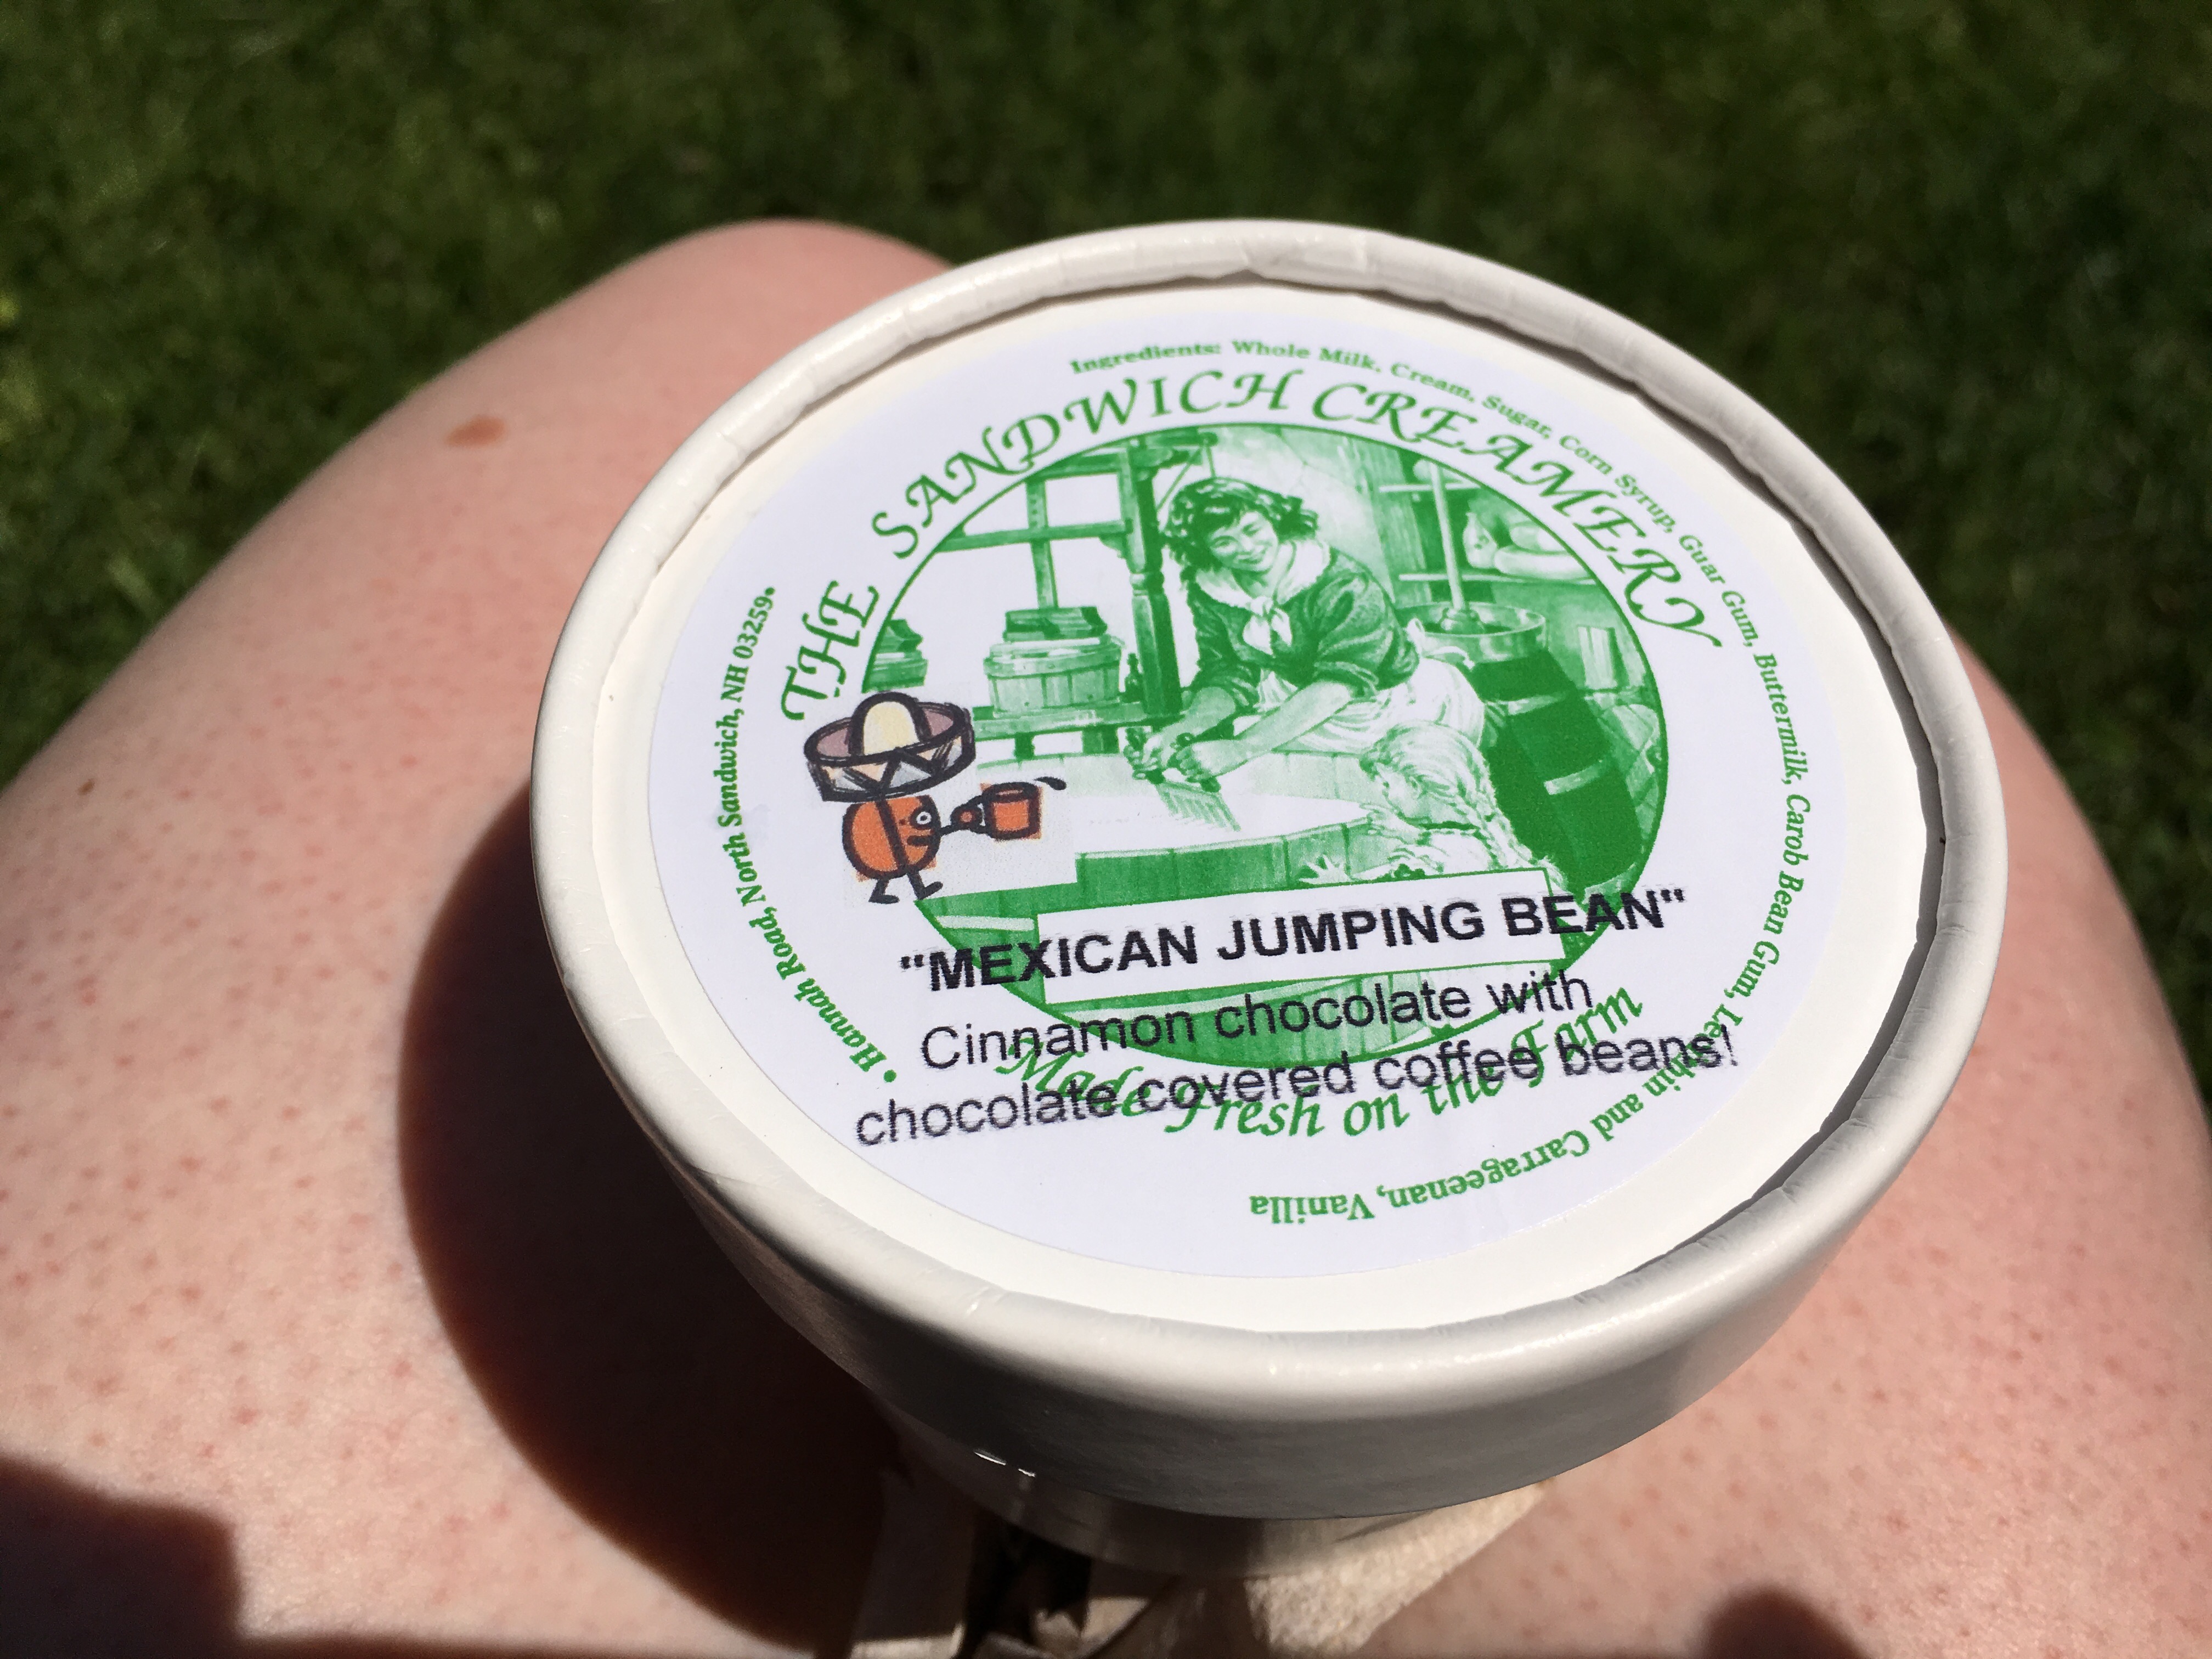 Ingredients: Whole Milk, Cream, Sugar, Corn Syrup, Guar Gum, Buttermilk, Carob Bean Gum, Lecithin and Carrageenan, Vanilla
THE SANDWICH CREAMERY
• Hannah Road, North Sandwich, NH 03259•
"MEXICAN JUMPING BEAN"
Cinnamon chocolate with
chocolate covered coffee beans!
Made Fresh on the Farm